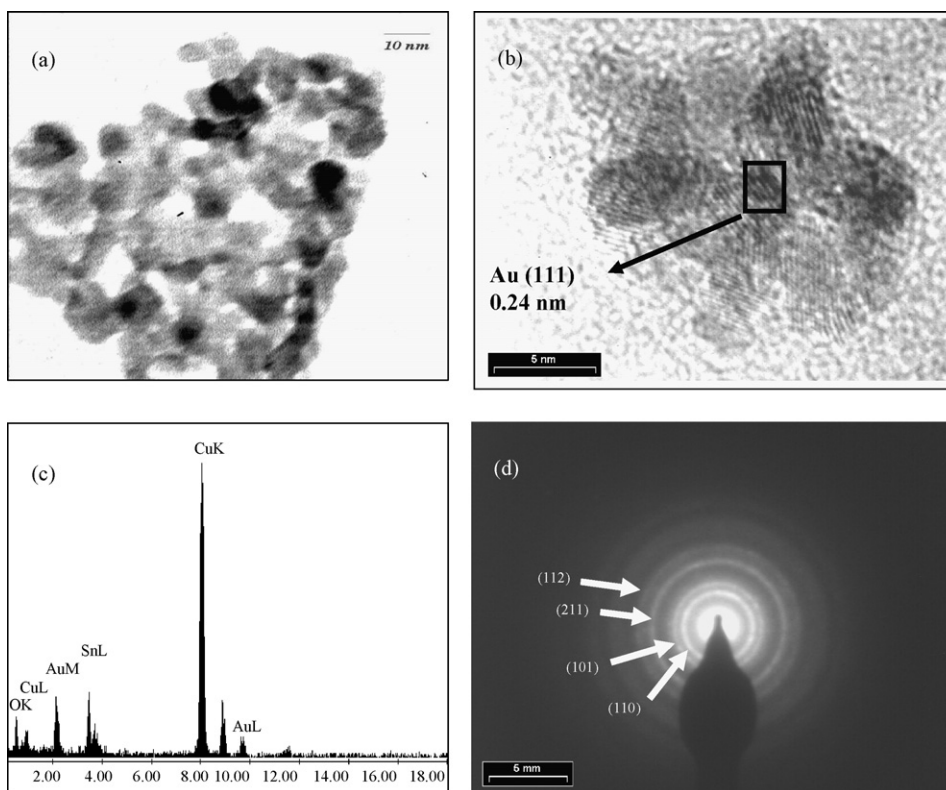 (a)
10 nm
(b)
Au (111)
0.24 nm
5 nm
(c)
CuK
SnL
AuM
CuL
OK
AuL
2.00 4.00 6.00 8.00 10.00 12.00 14.00 16.00 18.00
(d)
(112)
(211)
(101)
(110)
5 mm